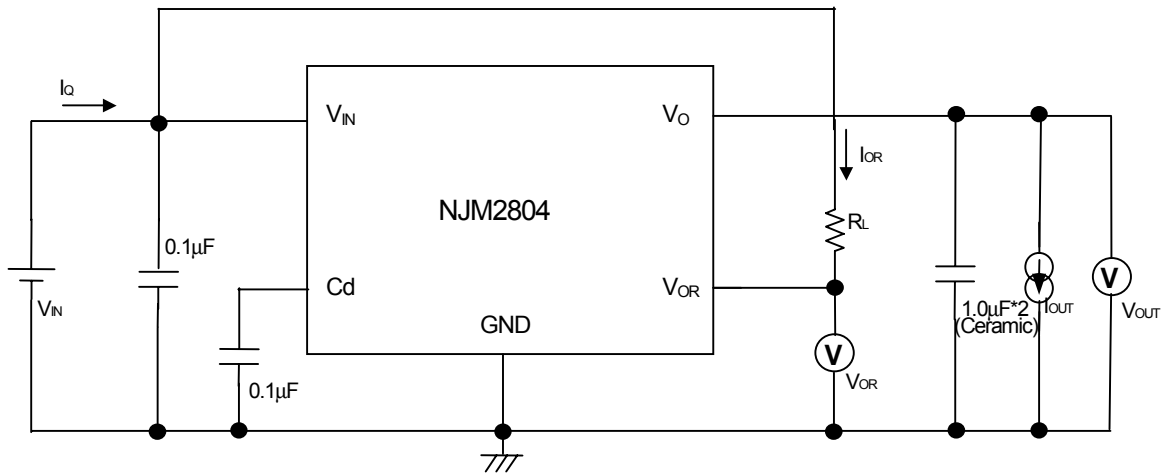 IQ
VIN
VO
IOR
NJM2804
RL
0.1µF
Cd
VOR
VIN
GND
1.0µF*2
(Ceramic)
IOUT
V
VOUT
V
VOR
0.1µF